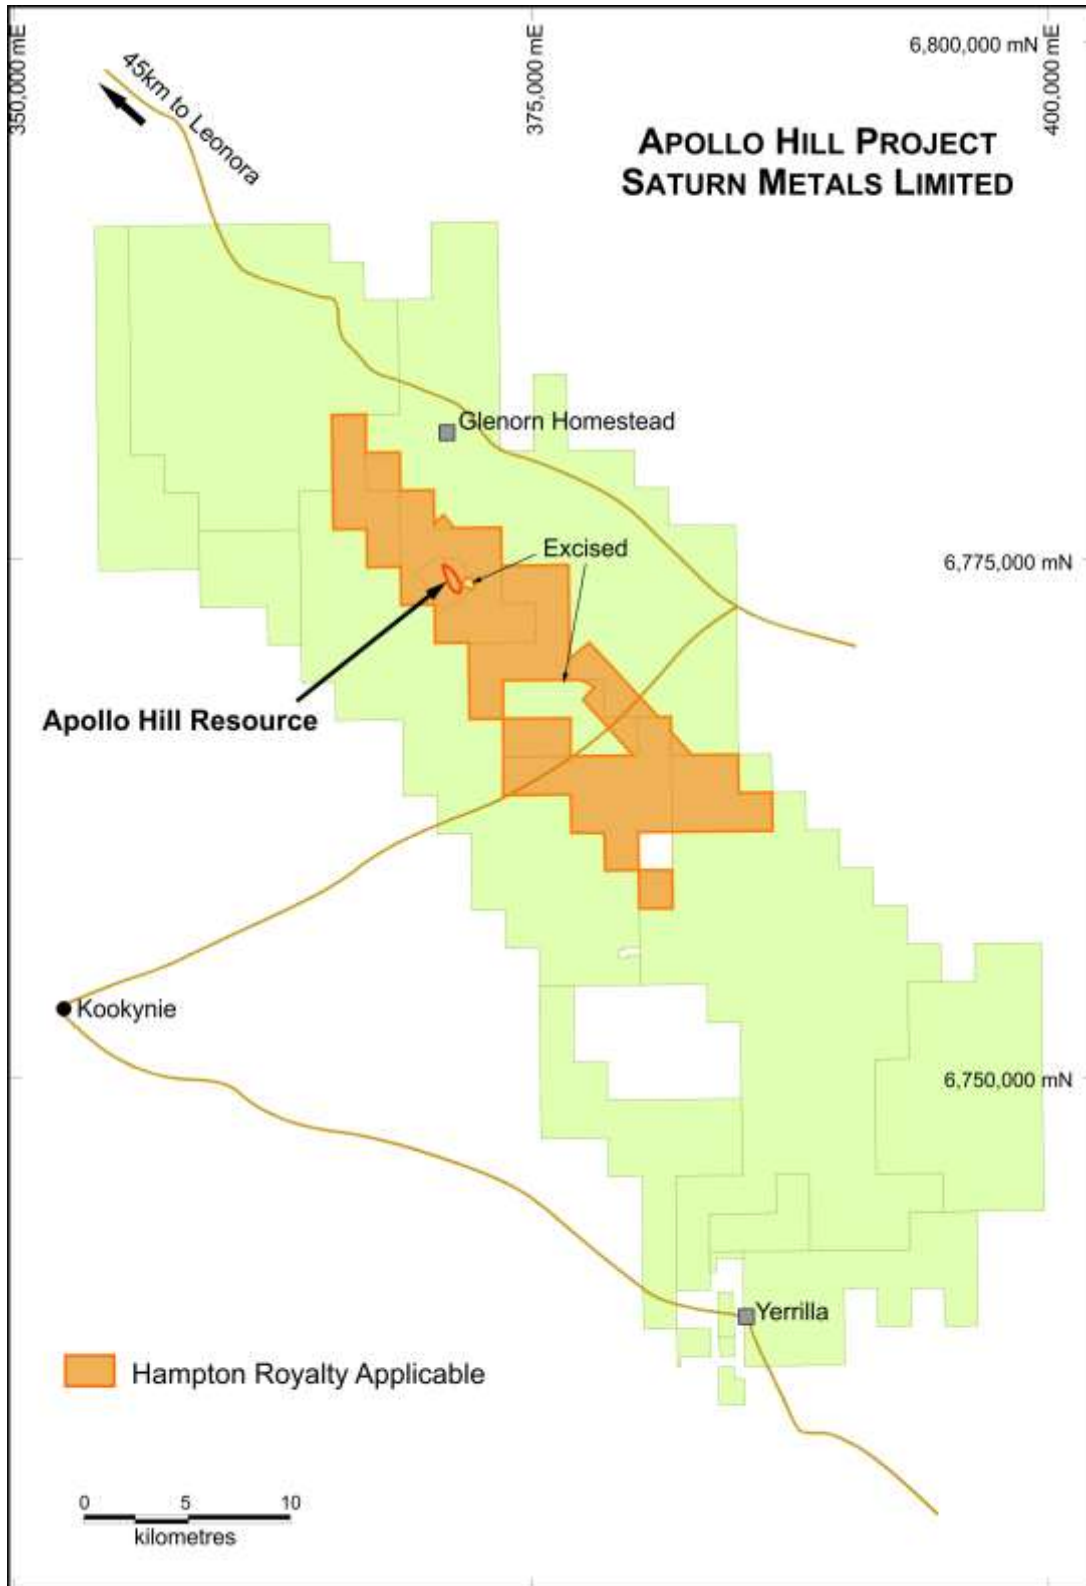 350,000 mE
375,000 mE
400,000 mE
6,800,000 mN
45km to Leonora
APOLLO HILL PROJECT
SATURN METALS LIMITED
Glenorn Homestead
Excised
6,775,000 mN
Apollo Hill Resource
Kookynie
6,750,000 mN
Yerrilla
Hampton Royalty Applicable
0 5 10
kilometres